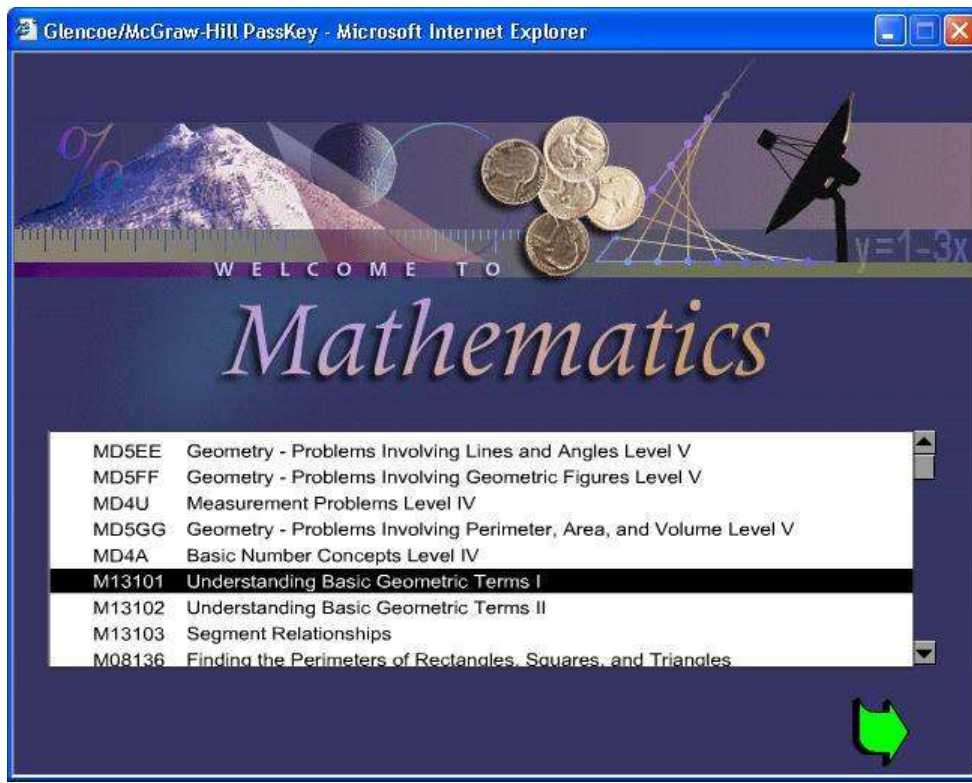 Glencoe/McGraw-Hill PassKey - Microsoft Internet Explorer
%
y=1-3x
WELCOME TO
Mathematics
MD5EE Geometry - Problems Involving Lines and Angles Level V
MD5FF Geometry - Problems Involving Geometric Figures Level V
MD4U Measurement Problems Level IV
MD5GG Geometry - Problems Involving Perimeter, Area, and Volume Level V
MD4A Basic Number Concepts Level IV
M13101 Understanding Basic Geometric Terms I
M13102 Understanding Basic Geometric Terms II
M13103 Segment Relationships
M08136 Finding the Perimeters of Rectangles, Squares, and Triangles